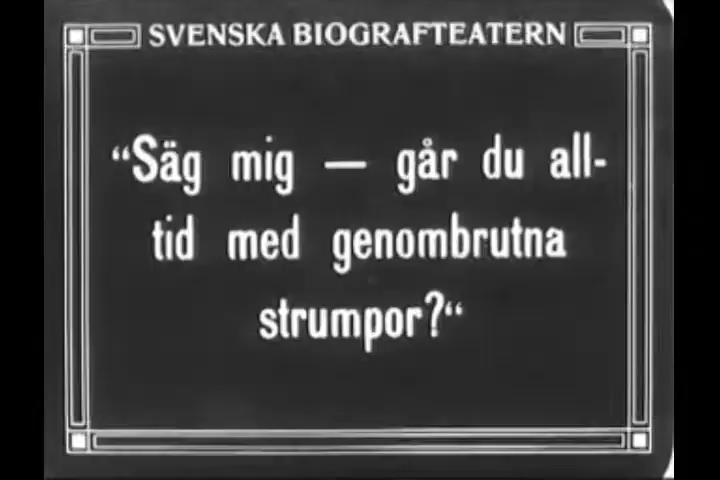 SVENSKA BIOGRAFTEATERN
“Säg mig — går du all-
tid med genombrutna
strumpor?“